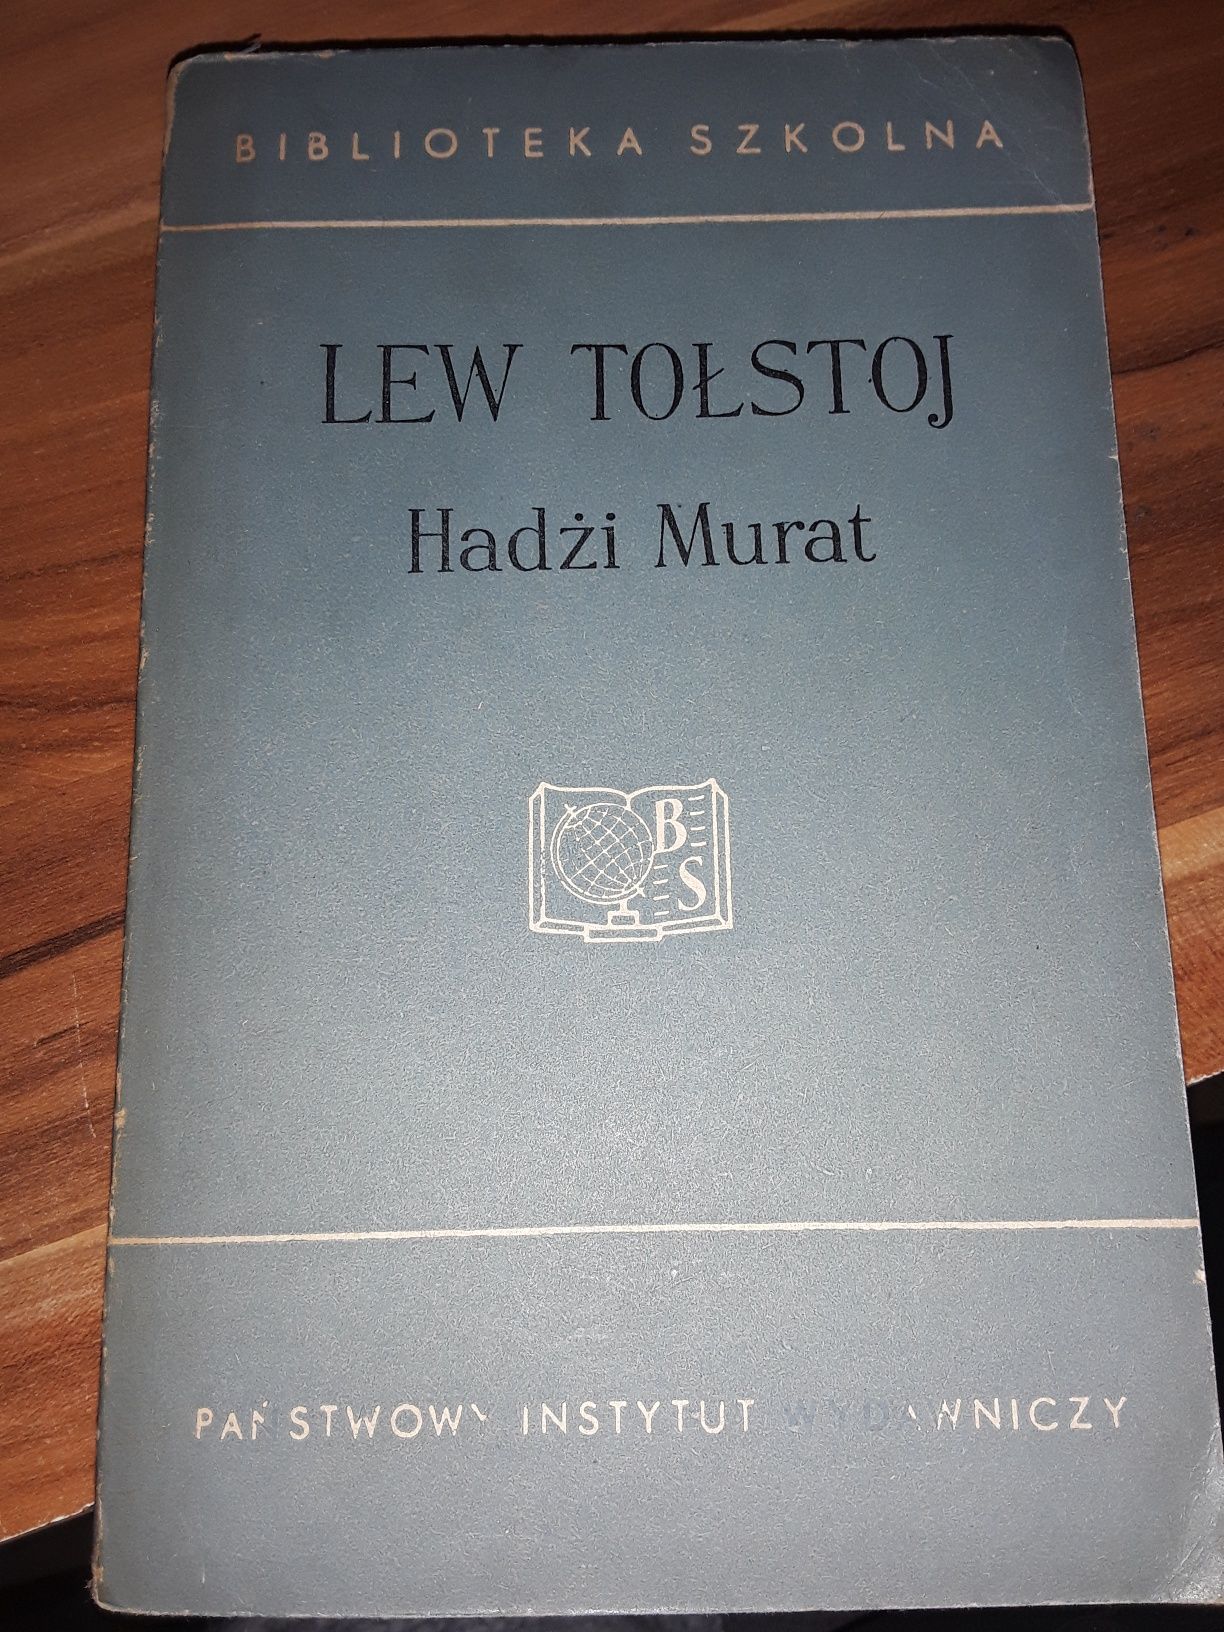 BIBLIOTEKA SZKOLNA
LEW TOŁSTOJ
Hadżi Murat
B
S
PAŃSTWOWY INSTYTUT WYDAWNICZY